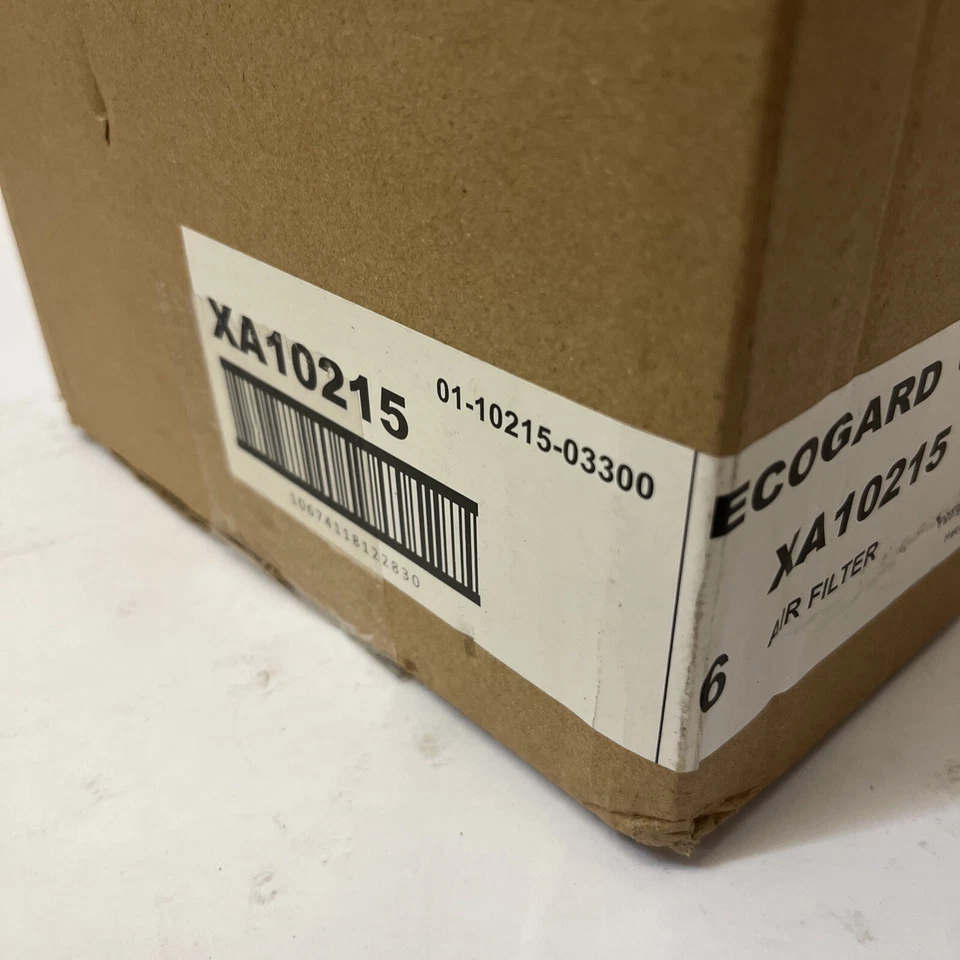 XA10215
01-10215-03300
10674118122830
ECOGARD
XA10215
AIR FILTER
6